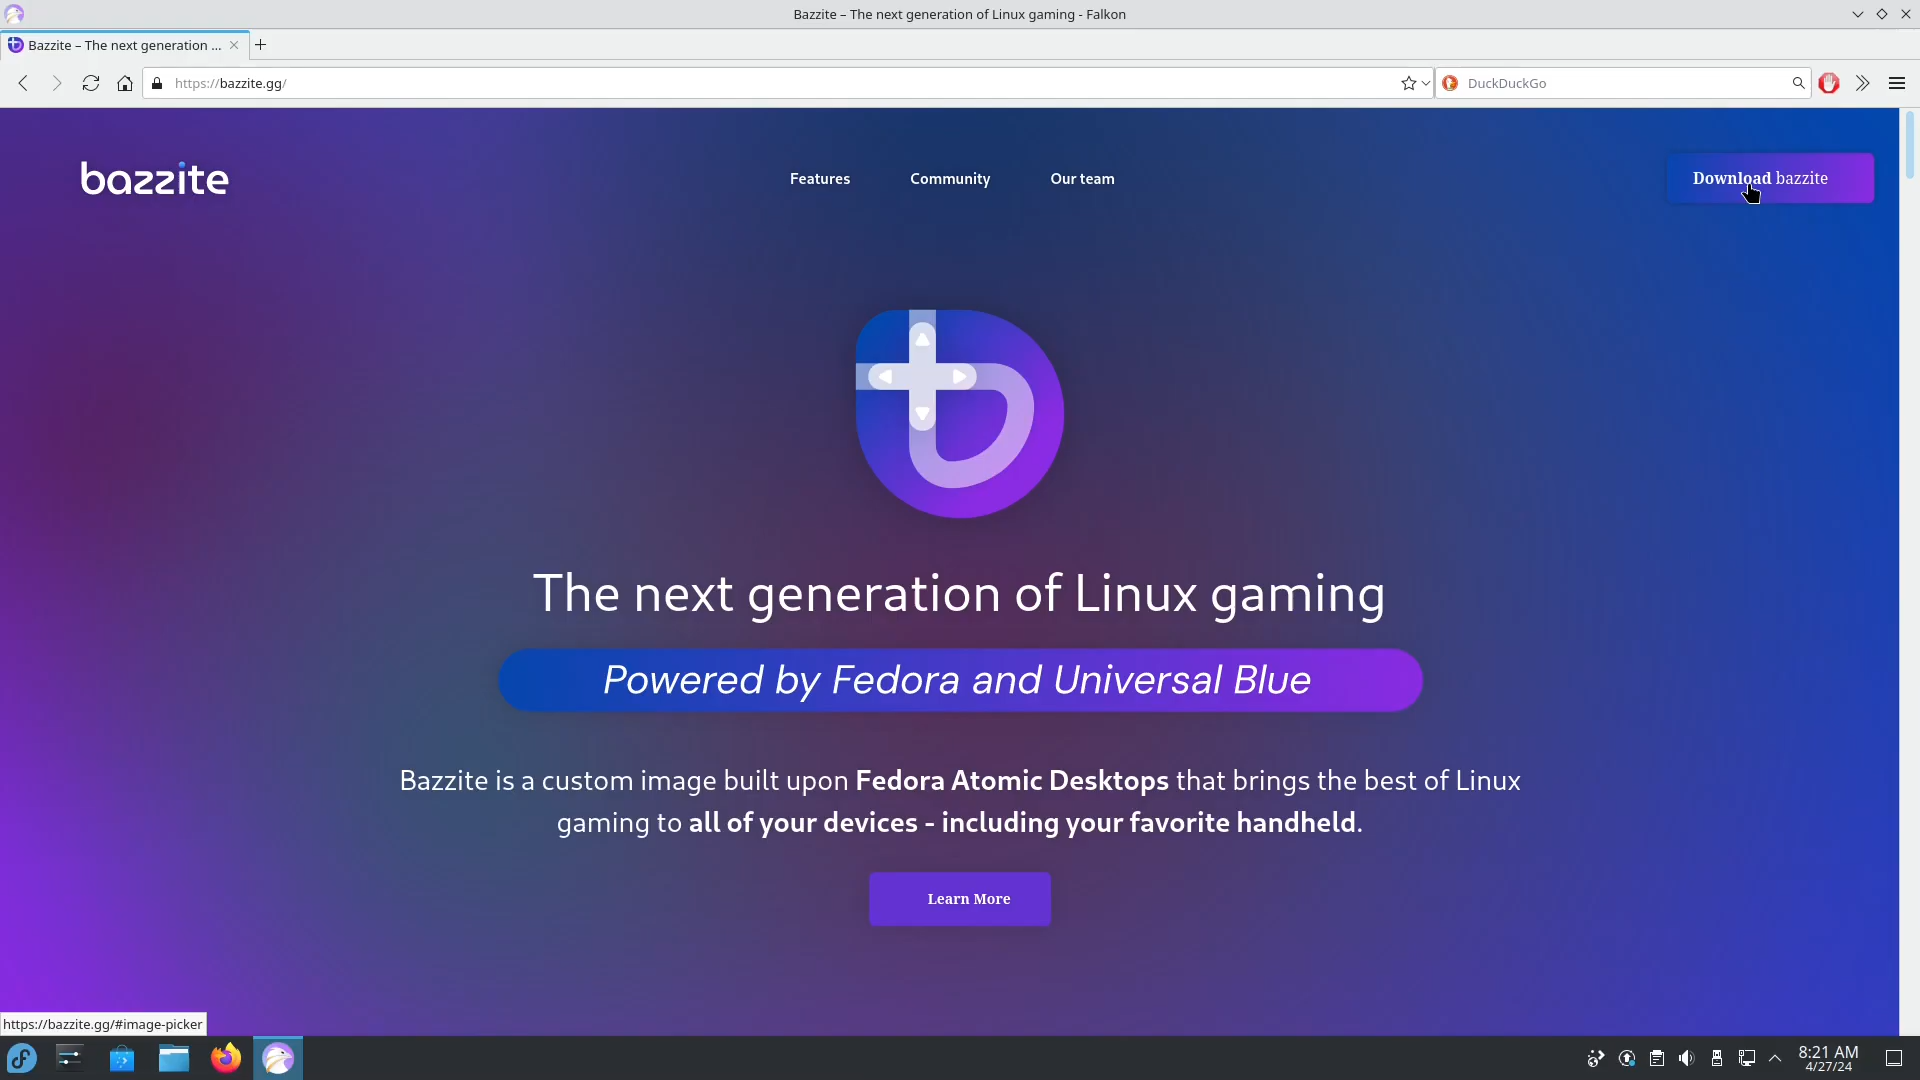 Bazzite – The next generation of Linux gaming - Falkon
Bazzite – The next generation ...
https://bazzite.gg/
DuckDuckGo
bazzite
Features
Community
Our team
Download bazzite
The next generation of Linux gaming
Powered by Fedora and Universal Blue
Bazzite is a custom image built upon Fedora Atomic Desktops that brings the best of Linux
gaming to all of your devices - including your favorite handheld.
Learn More
https://bazzite.gg/#image-picker
8:21 AM
4/27/24